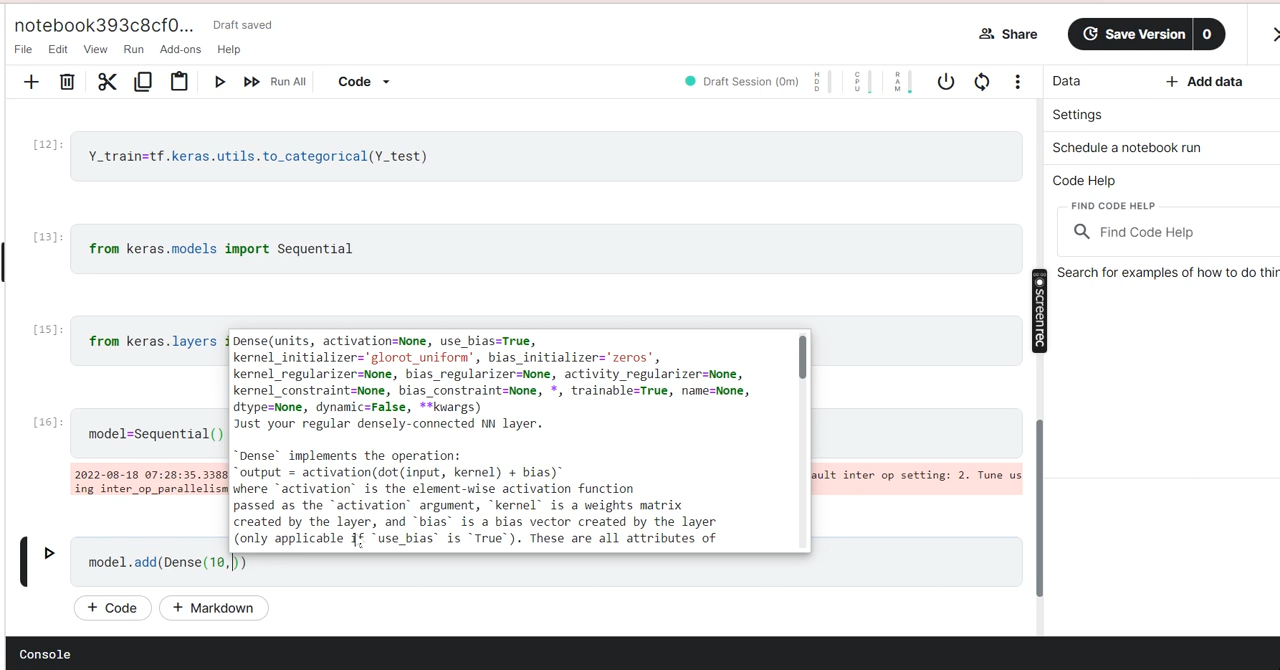 notebook393c8cf0... Draft saved
File Edit View Run Add-ons Help
Share
Save Version 0
Run All Code
Draft Session (0m) HDD CPU RAM
Data Add data
Settings
Schedule a notebook run
Code Help
FIND CODE HELP
Find Code Help
Search for examples of how to do thin
screenrec
[12]: Y_train=tf.keras.utils.to_categorical(Y_test)
[13]: from keras.models import Sequential
[15]: from keras.layers i
[16]: model=Sequential()
2022-08-18 07:28:35.3388
ault inter op setting: 2. Tune us
ing inter_op_parallelism
Dense(units, activation=None, use_bias=True,
kernel_initializer='glorot_uniform', bias_initializer='zeros',
kernel_regularizer=None, bias_regularizer=None, activity_regularizer=None,
kernel_constraint=None, bias_constraint=None, *, trainable=True, name=None,
dtype=None, dynamic=False, **kwargs)
Just your regular densely-connected NN layer.
`Dense` implements the operation:
`output = activation(dot(input, kernel) + bias)`
where `activation` is the element-wise activation function
passed as the `activation` argument, `kernel` is a weights matrix
created by the layer, and `bias` is a bias vector created by the layer
(only applicable if `use_bias` is `True`). These are all attributes of
model.add(Dense(10,))
+ Code + Markdown
Console